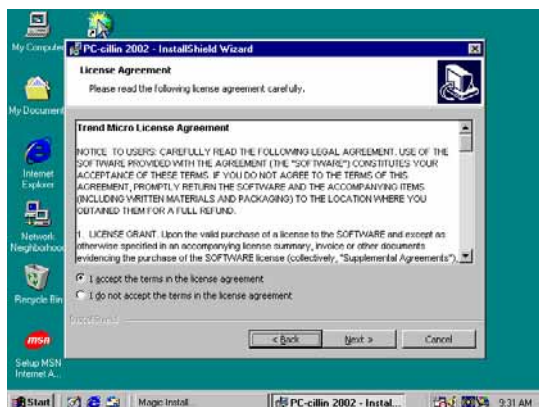 My Computer
PC-cillin 2002 - InstallShield Wizard
License Agreement
Please read the following license agreement carefully.
My Document
Trend Micro License Agreement
NOTICE TO USERS: CAREFULLY READ THE FOLLOWING LEGAL AGREEMENT. USE OF THE
SOFTWARE PROVIDED WITH THE AGREEMENT (THE "SOFTWARE") CONSTITUTES YOUR
ACCEPTANCE OF THESE TERMS. IF YOU DO NOT AGREE TO THE TERMS OF THIS
AGREEMENT, PROMPTLY RETURN THE SOFTWARE AND THE ACCOMPANYING ITEMS
(INCLUDING WRITTEN MATERIALS AND PACKAGING) TO THE LOCATION WHERE YOU
OBTAINED THEM FOR A FULL REFUND.
1. LICENSE GRANT. Upon the valid purchase of a license to the SOFTWARE and except as
otherwise specified in an accompanying license summary, invoice or other documents
evidencing the purchase of the SOFTWARE license (collectively, "Supplemental Agreements"),
Internet
Explorer
Network
Neighborhood
Recycle Bin
I accept the terms in the license agreement
I do not accept the terms in the license agreement
InstallShield
< Back
Next >
Cancel
msn
Setup MSN
Internet A...
Start
Magic Instal...
PC-cillin 2002 - Instal...
9:31 AM